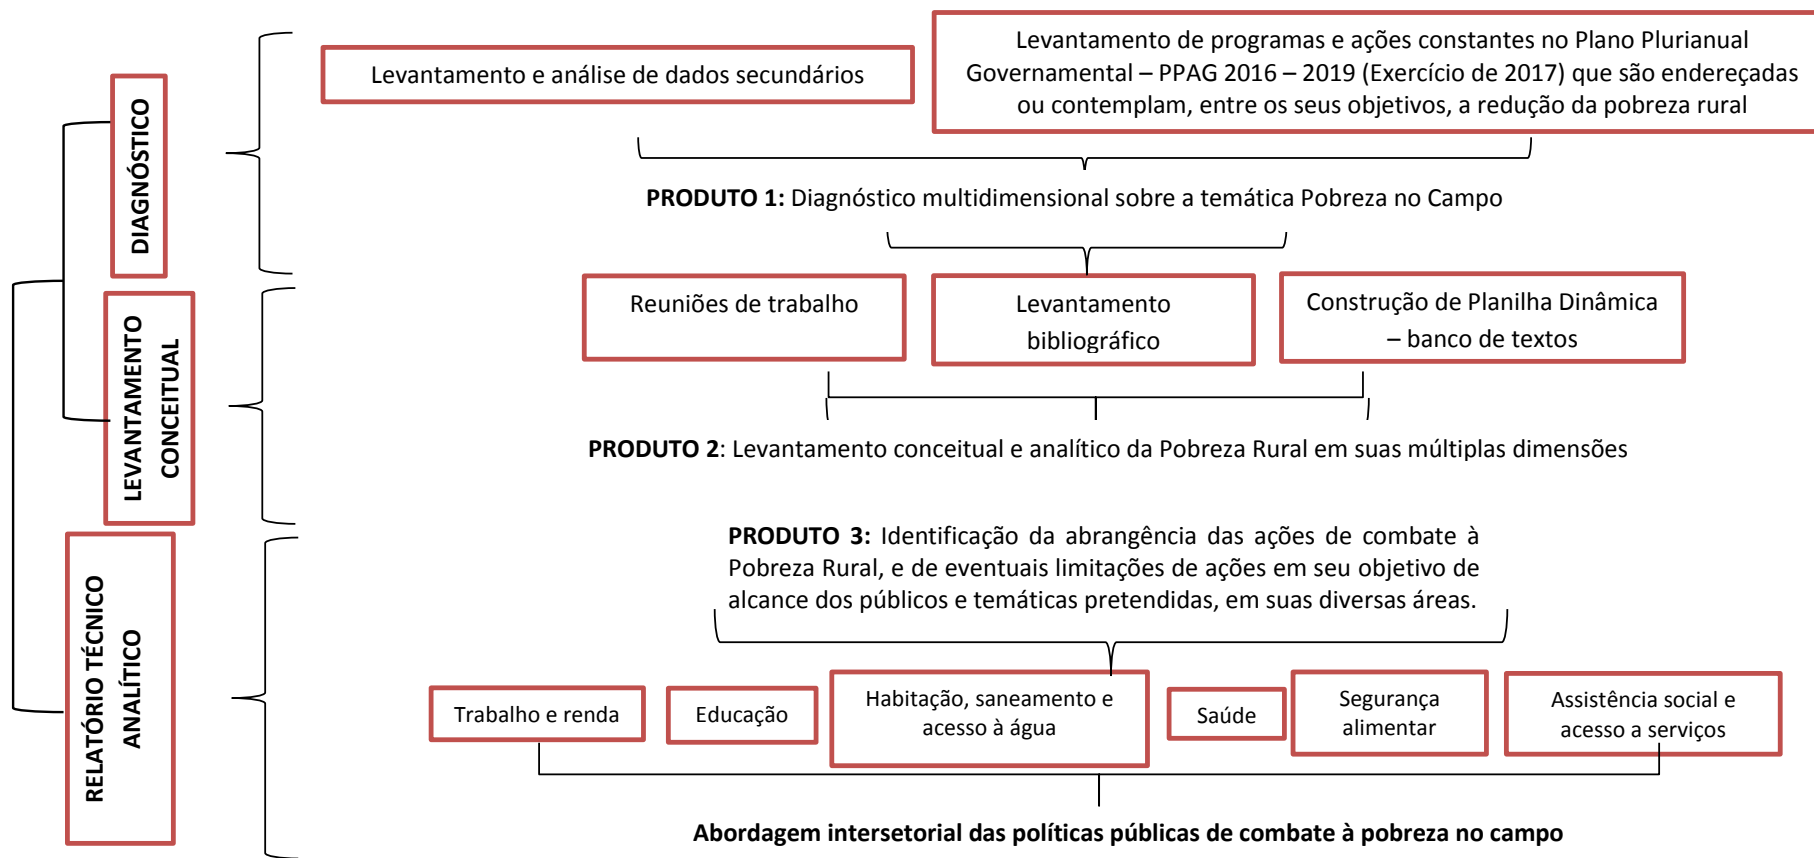 DIAGNÓSTICO
Levantamento e análise de dados secundários
Levantamento de programas e ações constantes no Plano Plurianual
Governamental – PPAG 2016 – 2019 (Exercício de 2017) que são endereçadas
ou contemplam, entre os seus objetivos, a redução da pobreza rural
PRODUTO 1: Diagnóstico multidimensional sobre a temática Pobreza no Campo
LEVANTAMENTO
CONCEITUAL
Reuniões de trabalho
Levantamento
bibliográfico
Construção de Planilha Dinâmica
– banco de textos
PRODUTO 2: Levantamento conceitual e analítico da Pobreza Rural em suas múltiplas dimensões
RELATÓRIO TÉCNICO
ANALÍTICO
PRODUTO 3: Identificação da abrangência das ações de combate à
Pobreza Rural, e de eventuais limitações de ações em seu objetivo de
alcance dos públicos e temáticas pretendidas, em suas diversas áreas.
Trabalho e renda
Educação
Habitação, saneamento e
acesso à água
Saúde
Segurança
alimentar
Assistência social e
acesso a serviços
Abordagem intersetorial das políticas públicas de combate à pobreza no campo